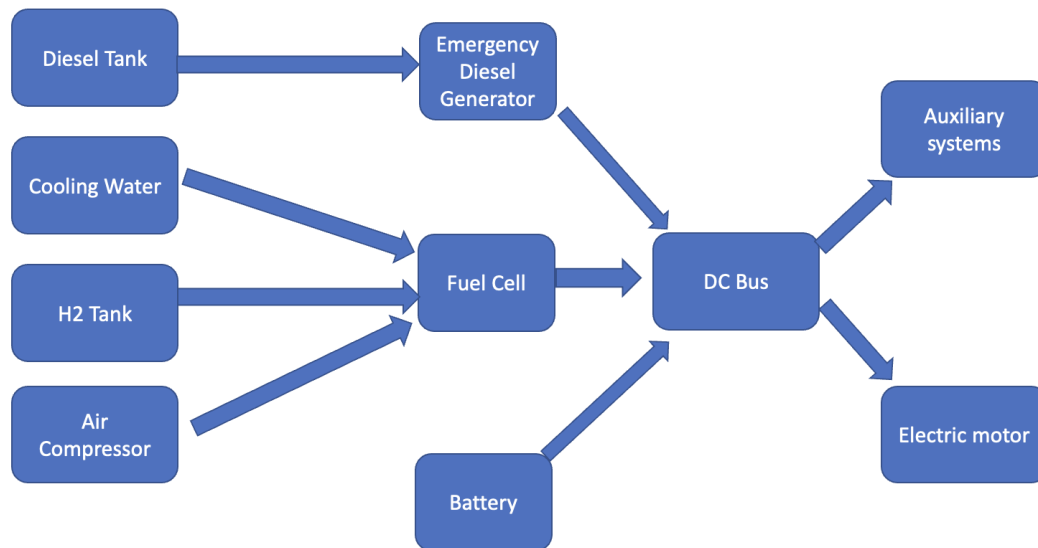 Diesel Tank
Emergency
Diesel
Generator
Auxiliary
systems
Cooling Water
Fuel Cell
DC Bus
H2 Tank
Air
Compressor
Electric motor
Battery